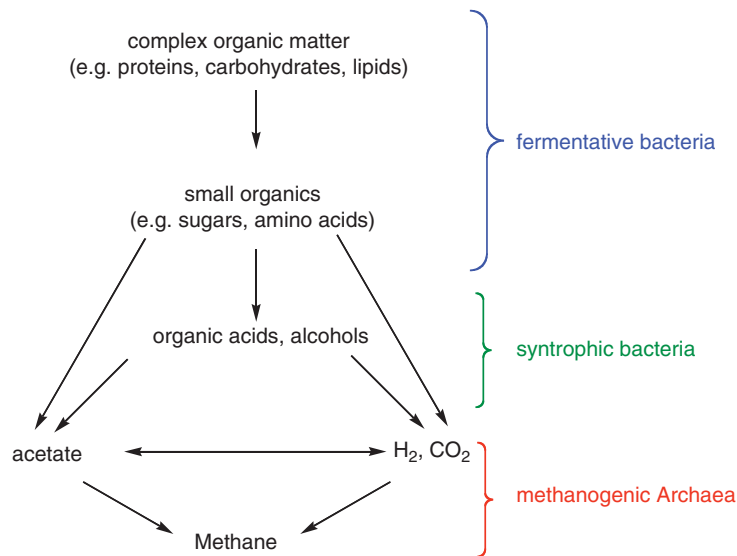 complex organic matter
(e.g. proteins, carbohydrates, lipids)
fermentative bacteria
small organics
(e.g. sugars, amino acids)
organic acids, alcohols
syntrophic bacteria
acetate
H₂, CO₂
methanogenic Archaea
Methane